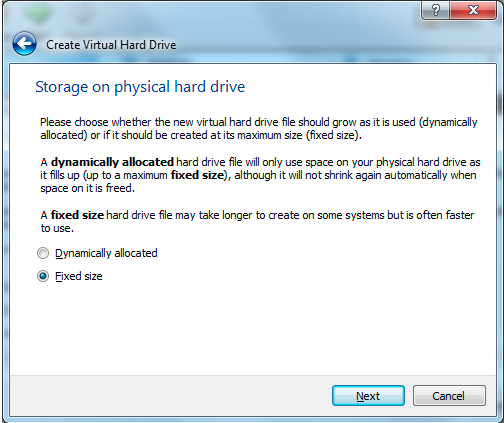 ?
Create Virtual Hard Drive
Storage on physical hard drive
Please choose whether the new virtual hard drive file should grow as it is used (dynamically
allocated) or if it should be created at its maximum size (fixed size).
A dynamically allocated hard drive file will only use space on your physical hard drive as
it fills up (up to a maximum fixed size), although it will not shrink again automatically when
space on it is freed.
A fixed size hard drive file may take longer to create on some systems but is often faster
to use.
Dynamically allocated
Fixed size
Next
Cancel